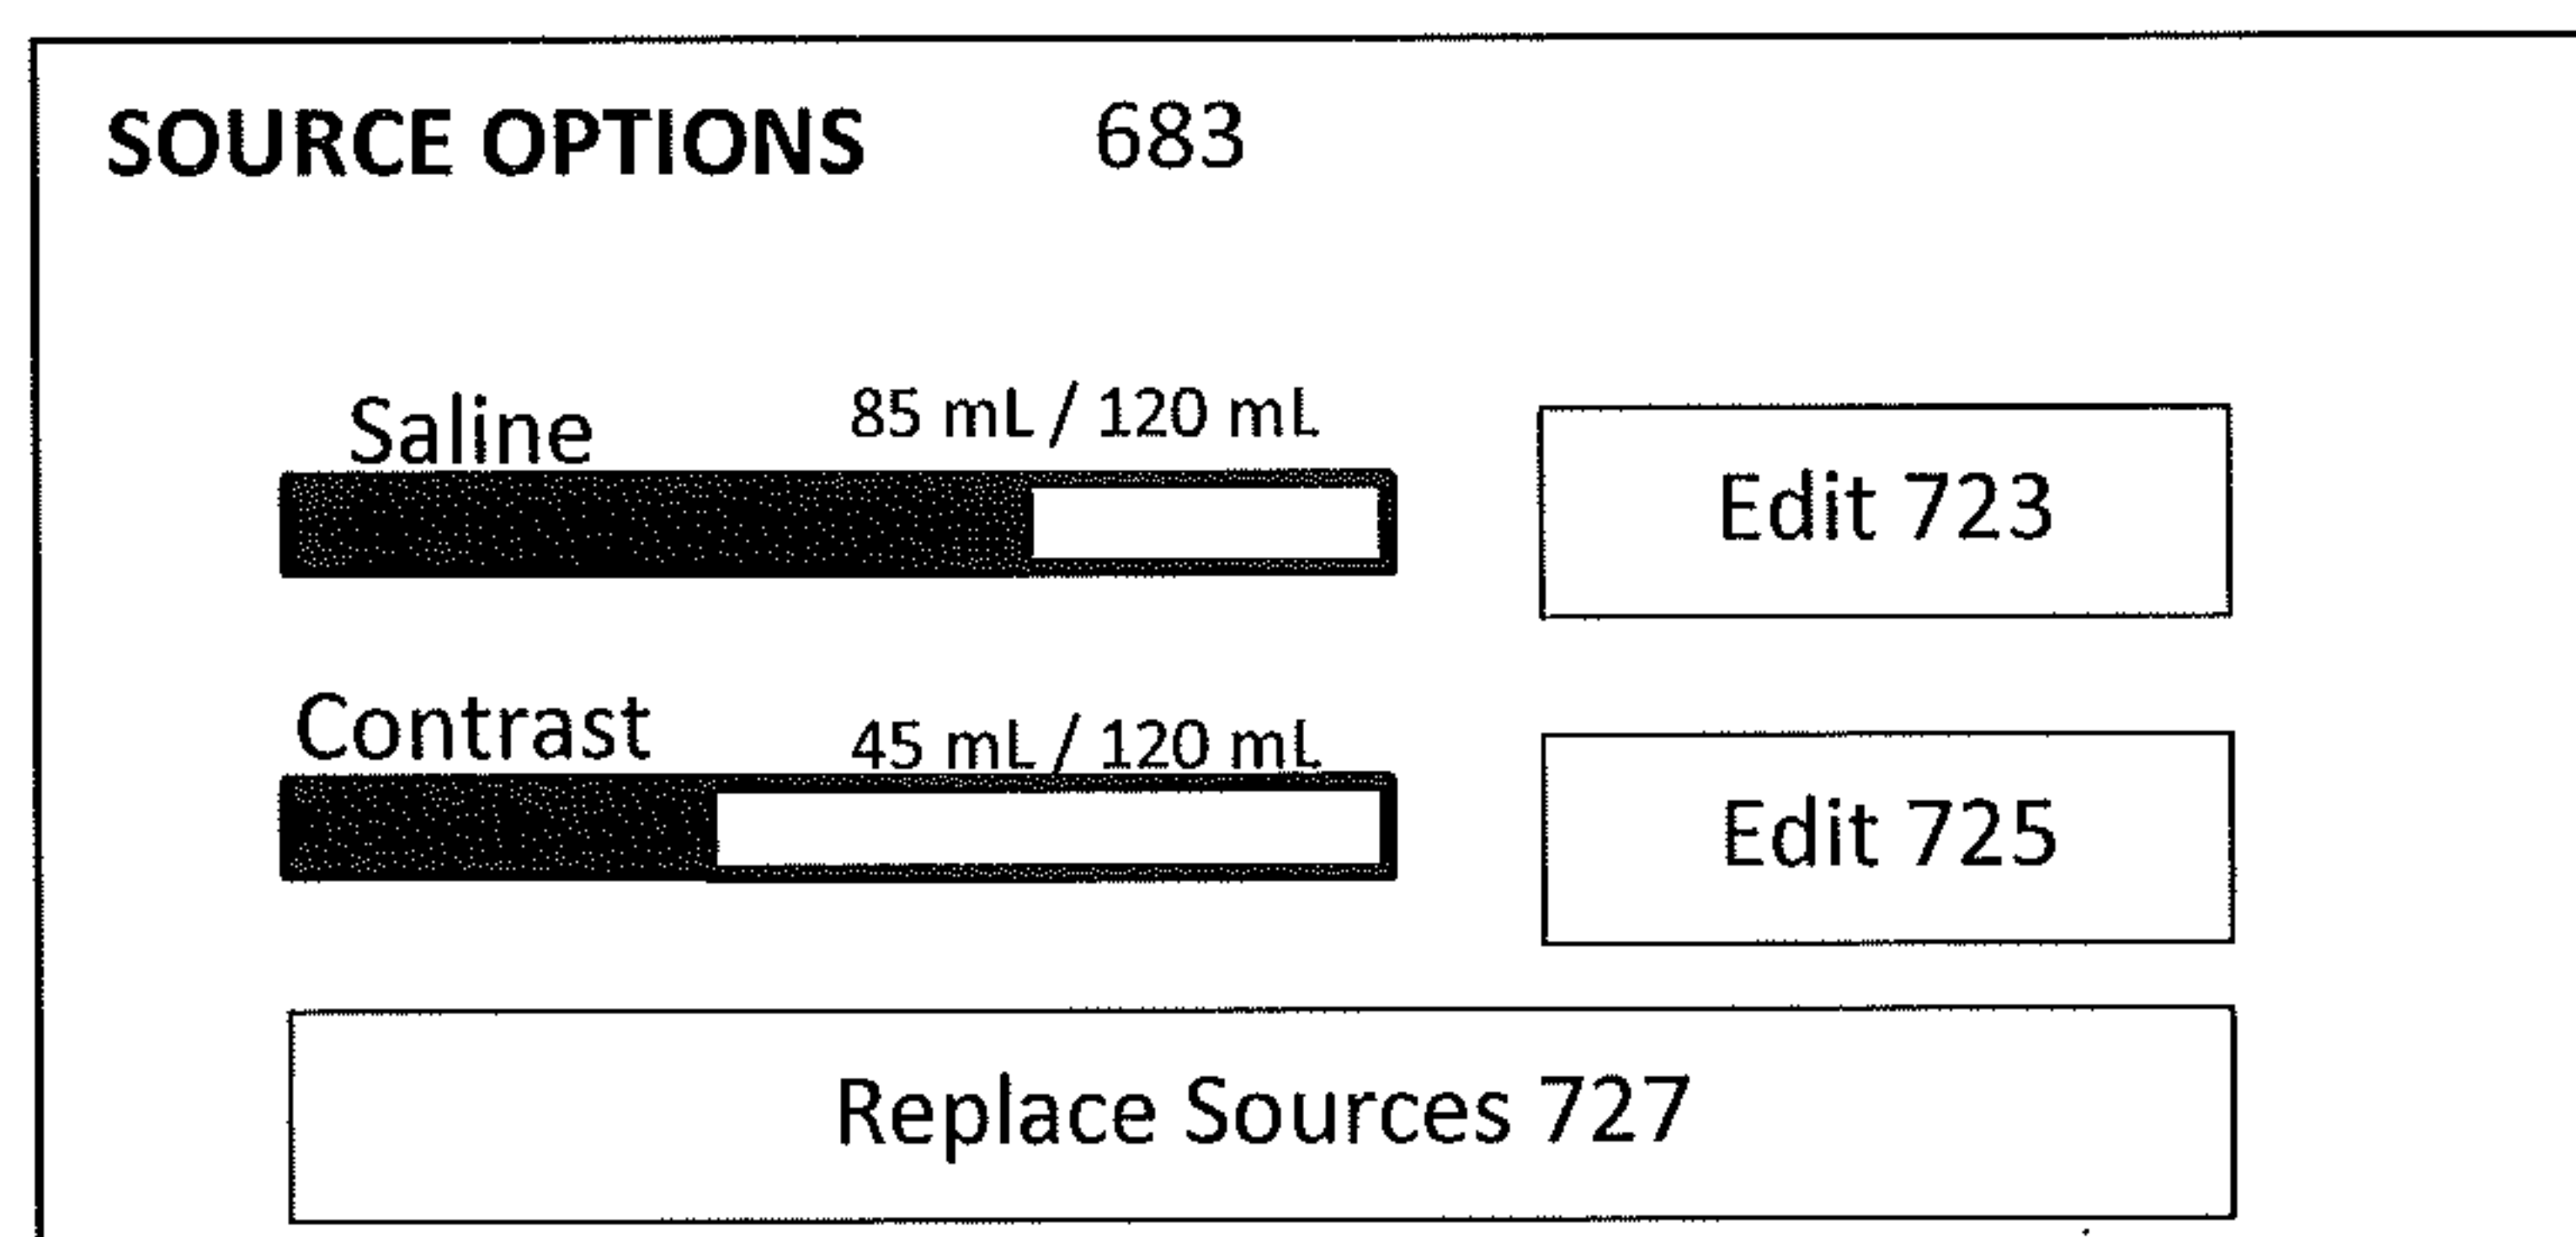 SOURCE OPTIONS 683
Saline 85 mL / 120 mL
Edit 723
Contrast 45 mL / 120 mL
Edit 725
Replace Sources 727